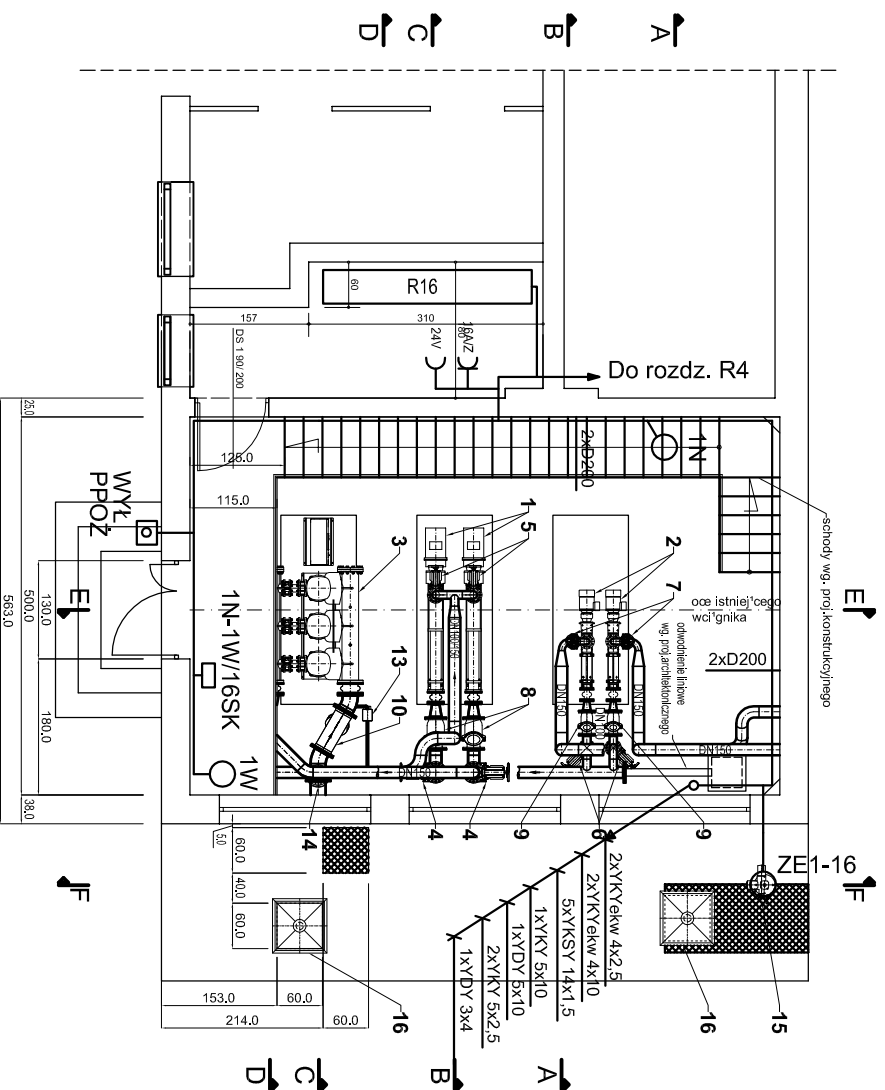 D
C
B
A
60
R16
157
310
DS 1 90/ 200
24V
16A/Z
Do rozdz. R4
25.0
125.0
115.0
2xD200
1N
WYŁ
PPOŻ
3
1
5
2
7
schody wg. proj.konstrukcyjnego
E
E
ooe istniej¹cego
wci¹gnika
odwodnienie liniowe
wg. proj.architektonicznego
2xD200
563.0
500.0
130.0
180.0
38.0
1N-1W/16SK
1W
13
10
8
DN150
DN150
DN150
DN100
DN150
14
4
4
9
6
9
5.0
60.0
40.0
60.0
F
F
ZE1-16
2xYKYekw 4x2,5
2xYKYekw 4x10
5xYKSY 14x1,5
1xYKY 5x10
1xYDY 5x10
2xYKY 5x2,5
1xYDY 3x4
16
16
15
153.0
60.0
214.0
60.0
D
C
B
A